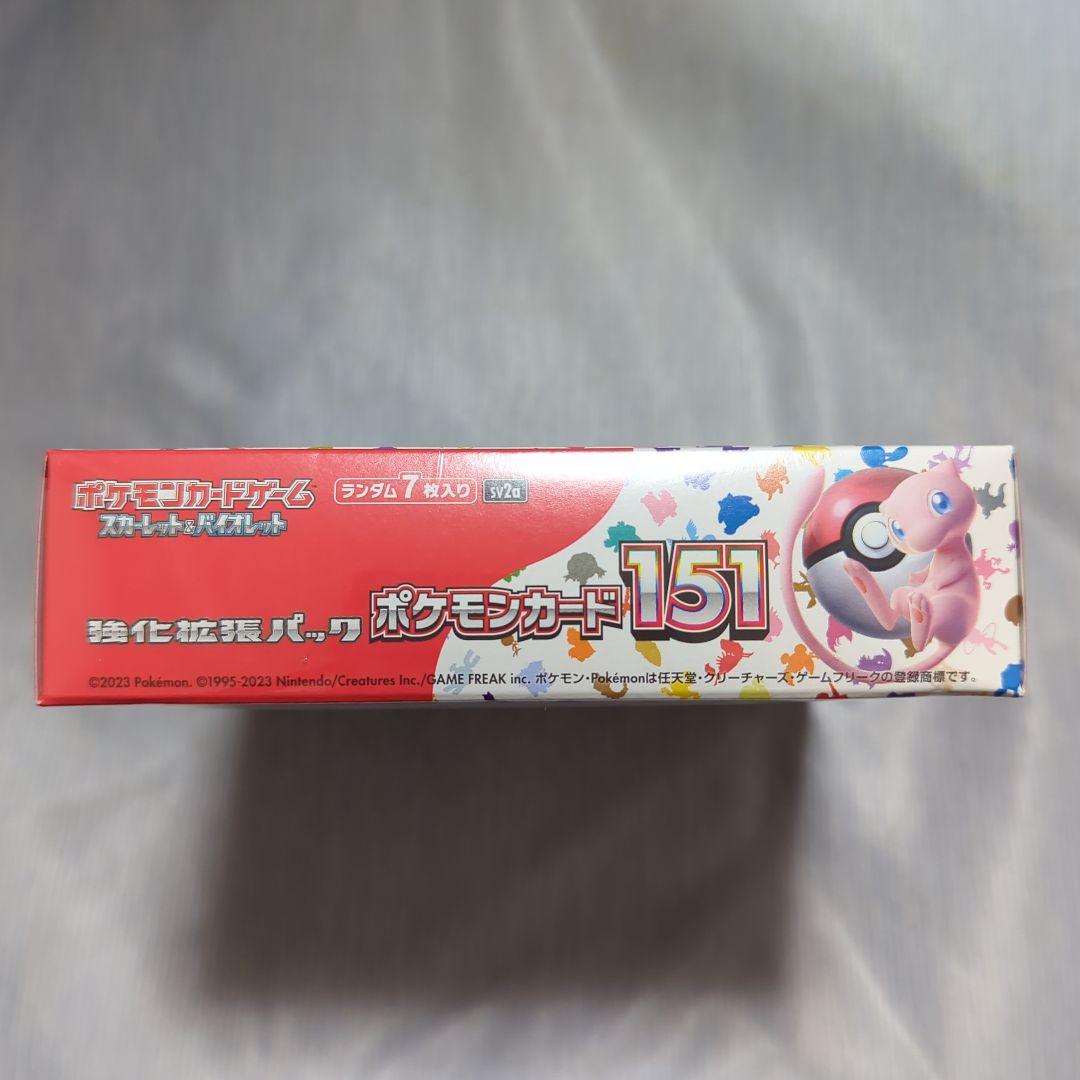 ポケモンカードゲーム ランダム7枚入り sv2a
スカーレット&バイオレット
強化拡張パック ポケモンカード151
©2023 Pokémon. ©1995-2023 Nintendo/Creatures Inc./GAME FREAK inc. ポケモン・Pokémonは任天堂・クリーチャーズ・ゲームフリークの登録商標です。